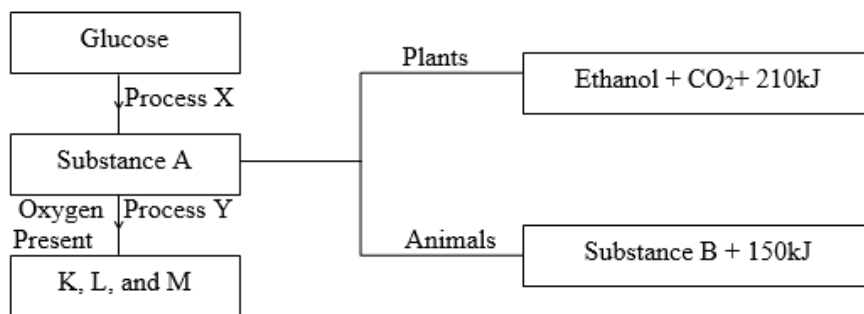 Glucose
Process X
Substance A
Oxygen Process Y
Present
K, L, and M
Plants
Ethanol + CO₂+ 210kJ
Animals
Substance B + 150kJ